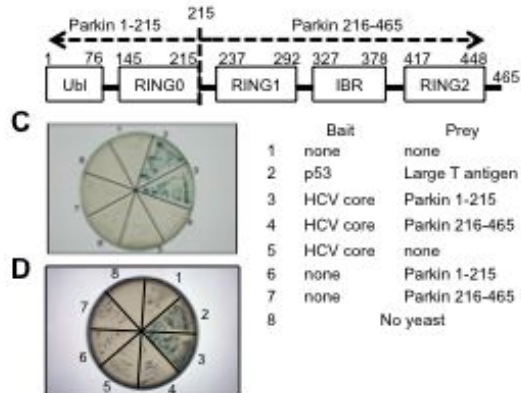 215
Parkin 1-215 Parkin 216-465
1 76 145 215 237 292 327 378 417 448 465
Ubl RING0 RING1 IBR RING2
C
Bait Prey
1 none none
2 p53 Large T antigen
3 HCV core Parkin 1-215
4 HCV core Parkin 216-465
5 HCV core none
6 none Parkin 1-215
7 none Parkin 216-465
8 No yeast
D
8 1
7 2
6 3
5 4